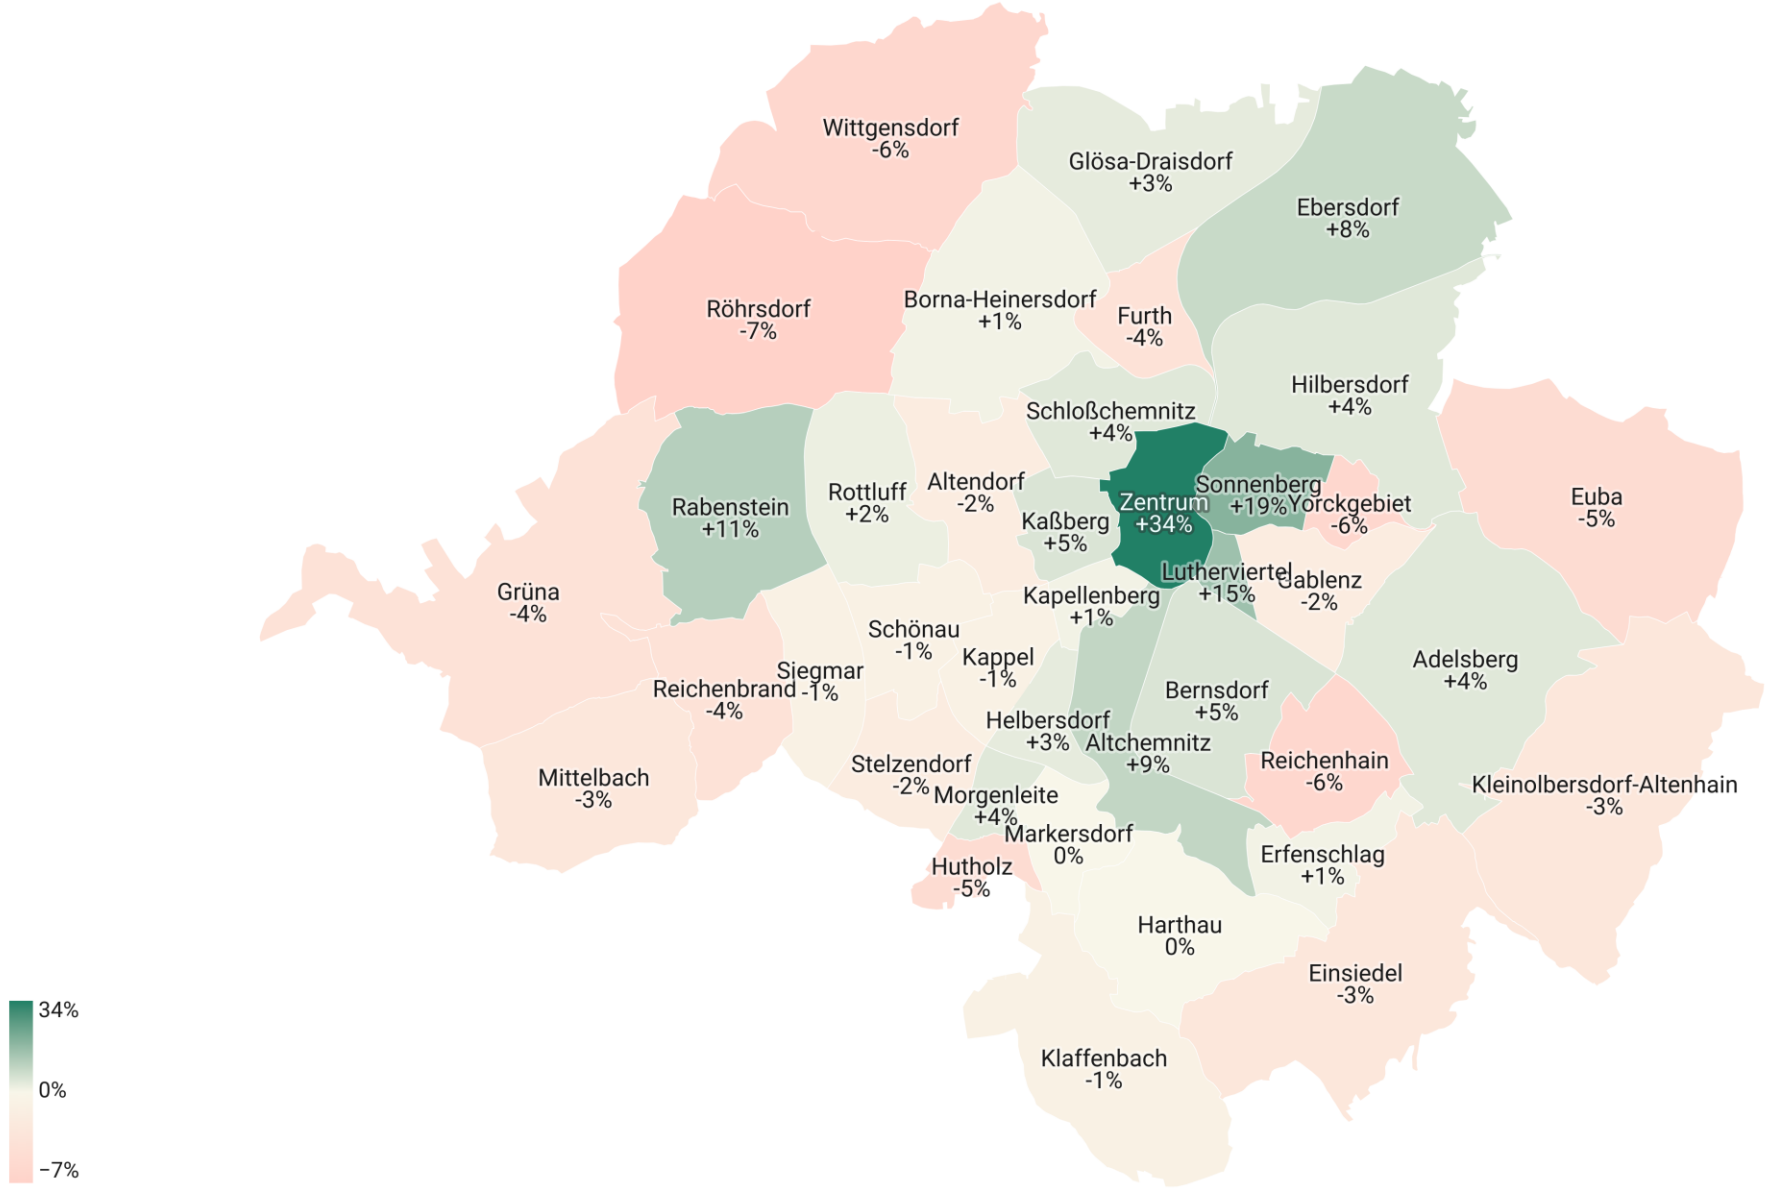 Wittgensdorf
-6%
Glösa-Draisdorf
+3%
Ebersdorf
+8%
Röhrsdorf
-7%
Borna-Heinersdorf
+1%
Furth
-4%
Hilbersdorf
+4%
Schloßchemnitz
+4%
Rabenstein
+11%
Rottluff
+2%
Altendorf
-2%
Kaßberg
+5%
Zentrum
+34%
Sonnenberg
+19%
Yorckgebiet
-6%
Euba
-5%
Grüna
-4%
Kapellenberg
+1%
Lutherviertel
+15%
Gablenz
-2%
Schönau
-1%
Kappel
-1%
Siegmar
-1%
Reichenbrand
-4%
Adelsberg
+4%
Bernsdorf
+5%
Helbersdorf
+3%
Altchemnitz
+9%
Reichenhain
-6%
Mittelbach
-3%
Stelzendorf
-2%
Morgenleite
+4%
Kleinolbersdorf-Altenhain
-3%
Markersdorf
0%
Hutholz
-5%
Erfenschlag
+1%
Harthau
0%
Einsiedel
-3%
Klaffenbach
-1%
34%
0%
−7%